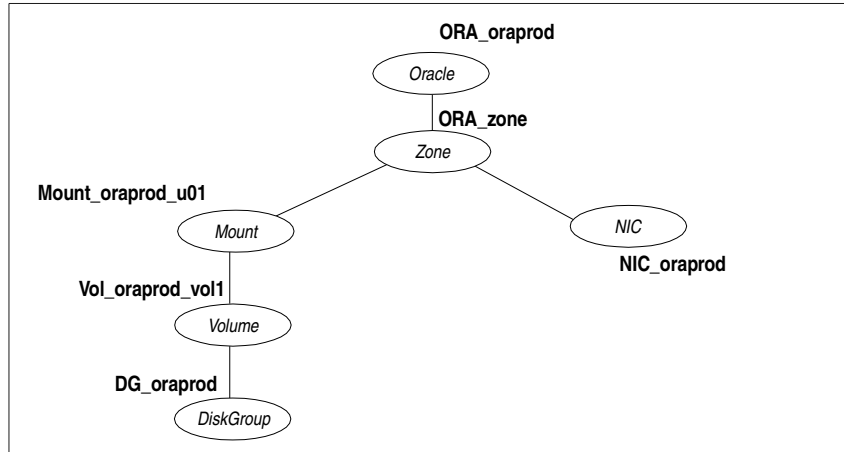 ORA_oraprod
Oracle
ORA_zone
Zone
Mount_oraprod_u01
Mount
NIC
NIC_oraprod
Vol_oraprod_vol1
Volume
DG_oraprod
DiskGroup